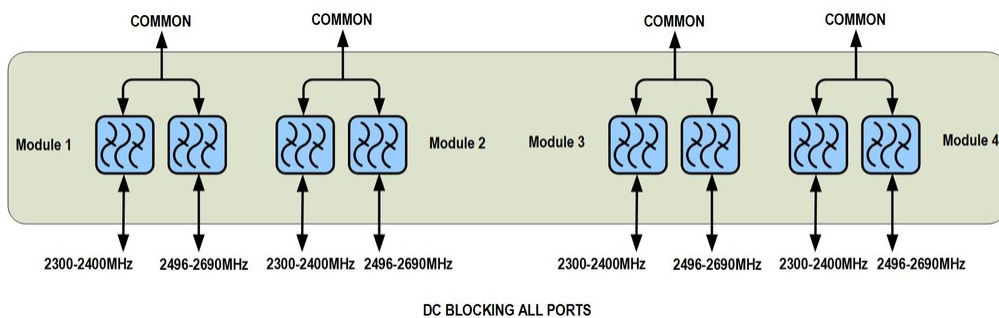 COMMON COMMON COMMON COMMON
Module 1 Module 2 Module 3 Module 4
2300-2400MHz 2496-2690MHz 2300-2400MHz 2496-2690MHz 2300-2400MHz 2496-2690MHz 2300-2400MHz 2496-2690MHz
DC BLOCKING ALL PORTS